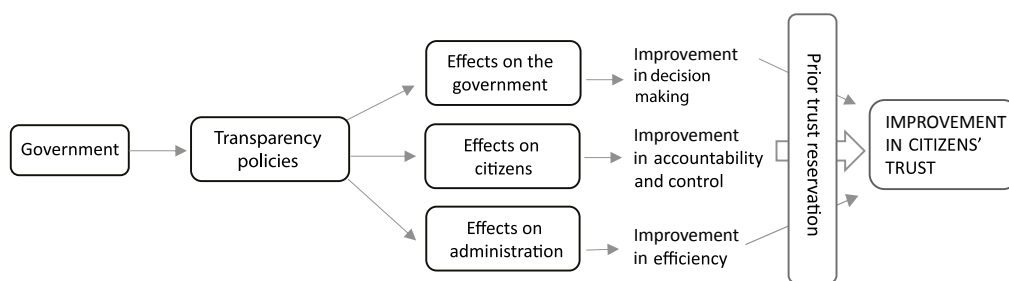 Government
Transparency
policies
Effects on the
government
Effects on
citizens
Effects on
administration
Improvement
in decision
making
Improvement
in accountability
and control
Improvement
in efficiency
Prior trust reservation
IMPROVEMENT
IN CITIZENS’
TRUST